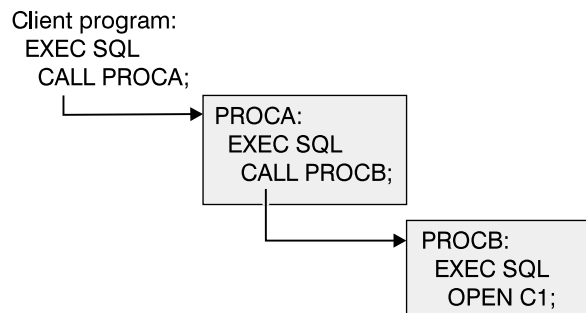 Client program:
EXEC SQL
CALL PROCA;
PROCA:
EXEC SQL
CALL PROCB;
PROCB:
EXEC SQL
OPEN C1;